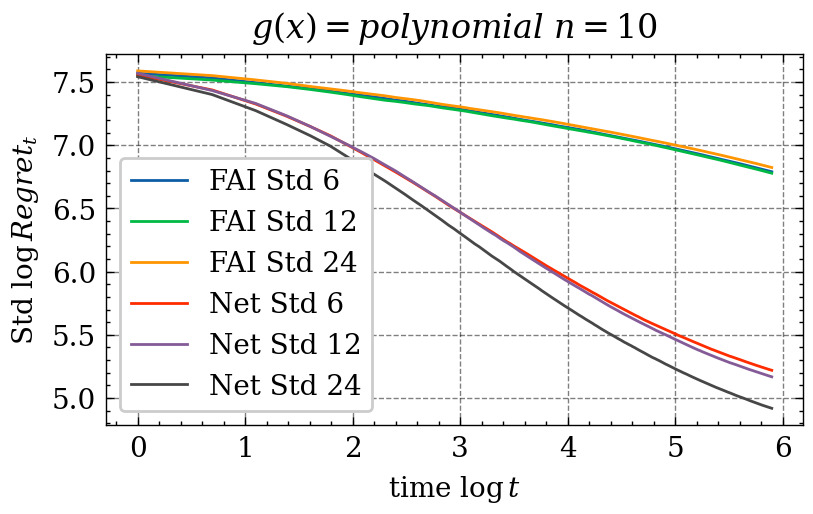 g(x) = polynomial n = 10
Std log Regret_t
7.5
7.0
6.5
6.0
5.5
5.0
FAI Std 6
FAI Std 12
FAI Std 24
Net Std 6
Net Std 12
Net Std 24
0 1 2 3 4 5 6
time log t